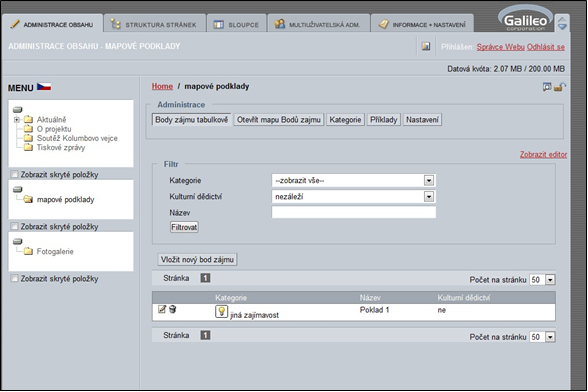 ADMINISTRACE OBSAHU STRUKTURA STRÁNEK SLOUPCE MULTIUŽIVATELSKÁ ADM. INFORMACE + NASTAVENÍ
Galileo
corporation
ADMINISTRACE OBSAHU - MAPOVÉ PODKLADY
Přihlášen: Správce Webu Odhlásit se
Datová kvóta: 2.07 MB / 200.00 MB
MENU
Aktuálně
O projektu
Soutěž Kolumbovo vejce
Tiskové zprávy
Zobrazit skryté položky
mapové podklady
Zobrazit skryté položky
Fotogalerie
Zobrazit skryté položky
Home / mapové podklady
Administrace
Body zájmu tabulkově Otevřít mapu Bodů zajmu Kategorie Příklady Nastavení
Zobrazit editor
Filtr
Kategorie --zobrazit vše--
Kulturní dědictví nezáleží
Název
Filtrovat
Vložit nový bod zájmu
Stránka 1 Počet na stránku 50
Kategorie Název Kulturní dědictví
jiná zajímavost Poklad 1 ne
Stránka 1 Počet na stránku 50